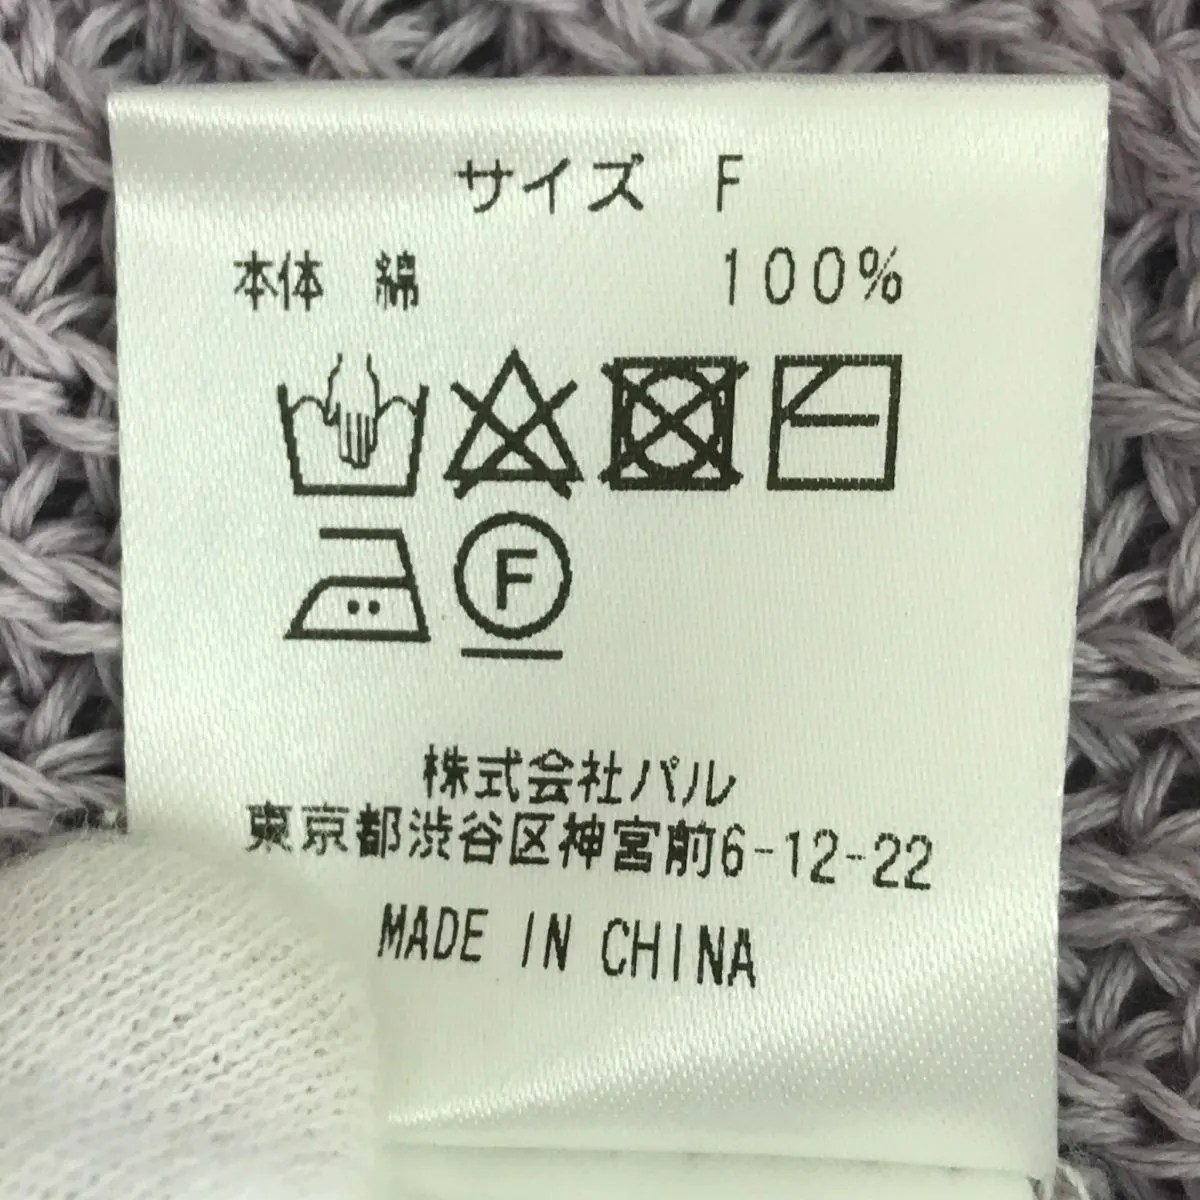 サイズ F
本体 綿 100%
F
株式会社パル
東京都渋谷区神宮前6-12-22
MADE IN CHINA